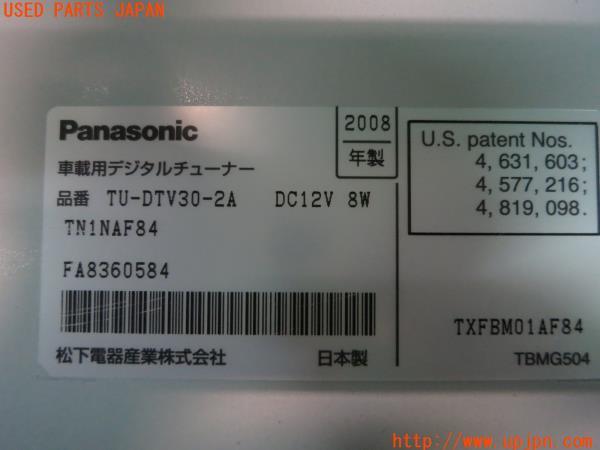 USED PARTS JAPAN
Panasonic
2008
年製
車載用デジタルチューナー
品番 TU-DTV30-2A DC12V 8W
TN1NAF84
FA8360584
松下電器産業株式会社 日本製
U.S. patent Nos.
4, 631, 603;
4, 577, 216;
4, 819, 098.
TXFBM01AF84
TBMG504
http://www.upjpn.com/